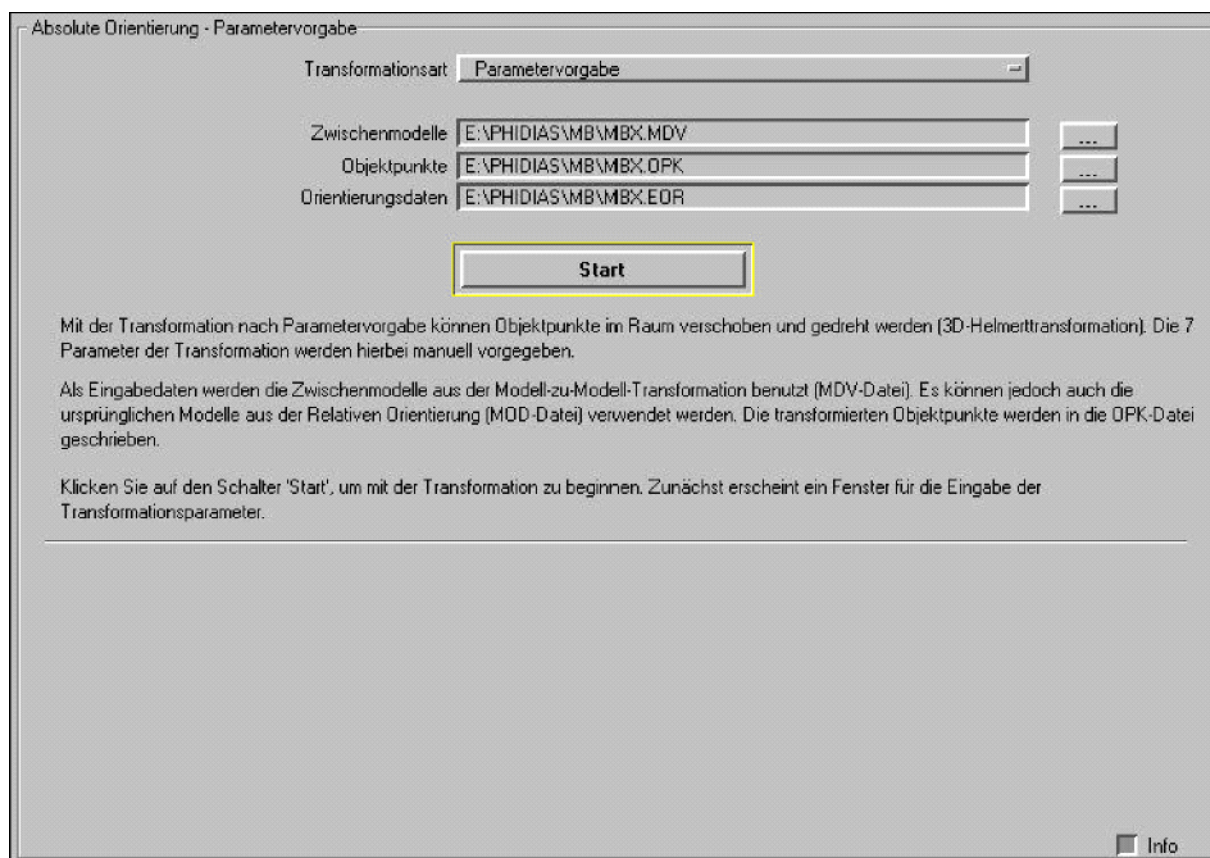 Absolute Orientierung - Parametervorgabe
Transformationsart Parametervorgabe
Zwischenmodelle E:\PHIDIAS\MB\MBX.MDV ...
Objektpunkte E:\PHIDIAS\MB\MBX.OPK ...
Orientierungsdaten E:\PHIDIAS\MB\MBX.EOR ...
Start
Mit der Transformation nach Parametervorgabe können Objektpunkte im Raum verschoben und gedreht werden (3D-Helmerttransformation). Die 7
Parameter der Transformation werden hierbei manuell vorgegeben.
Als Eingabedaten werden die Zwischenmodelle aus der Modell-zu-Modell-Transformation benutzt (MDV-Datei). Es können jedoch auch die
ursprünglichen Modelle aus der Relativen Orientierung (MOD-Datei) verwendet werden. Die transformierten Objektpunkte werden in die OPK-Datei
geschrieben.
Klicken Sie auf den Schalter 'Start', um mit der Transformation zu beginnen. Zunächst erscheint ein Fenster für die Eingabe der
Transformationsparameter.
Info